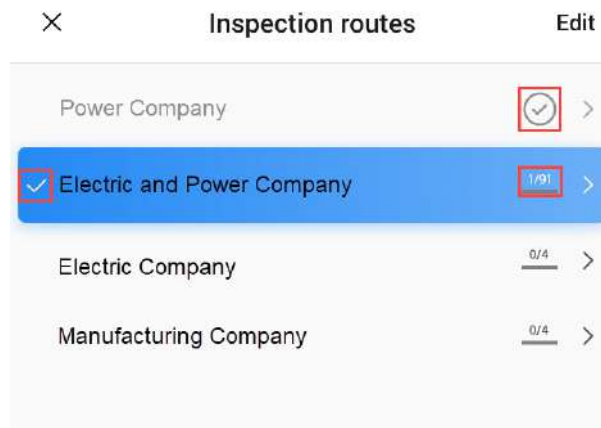 Inspection routes Edit
Power Company
Electric and Power Company 1/91
Electric Company 0/4
Manufacturing Company 0/4